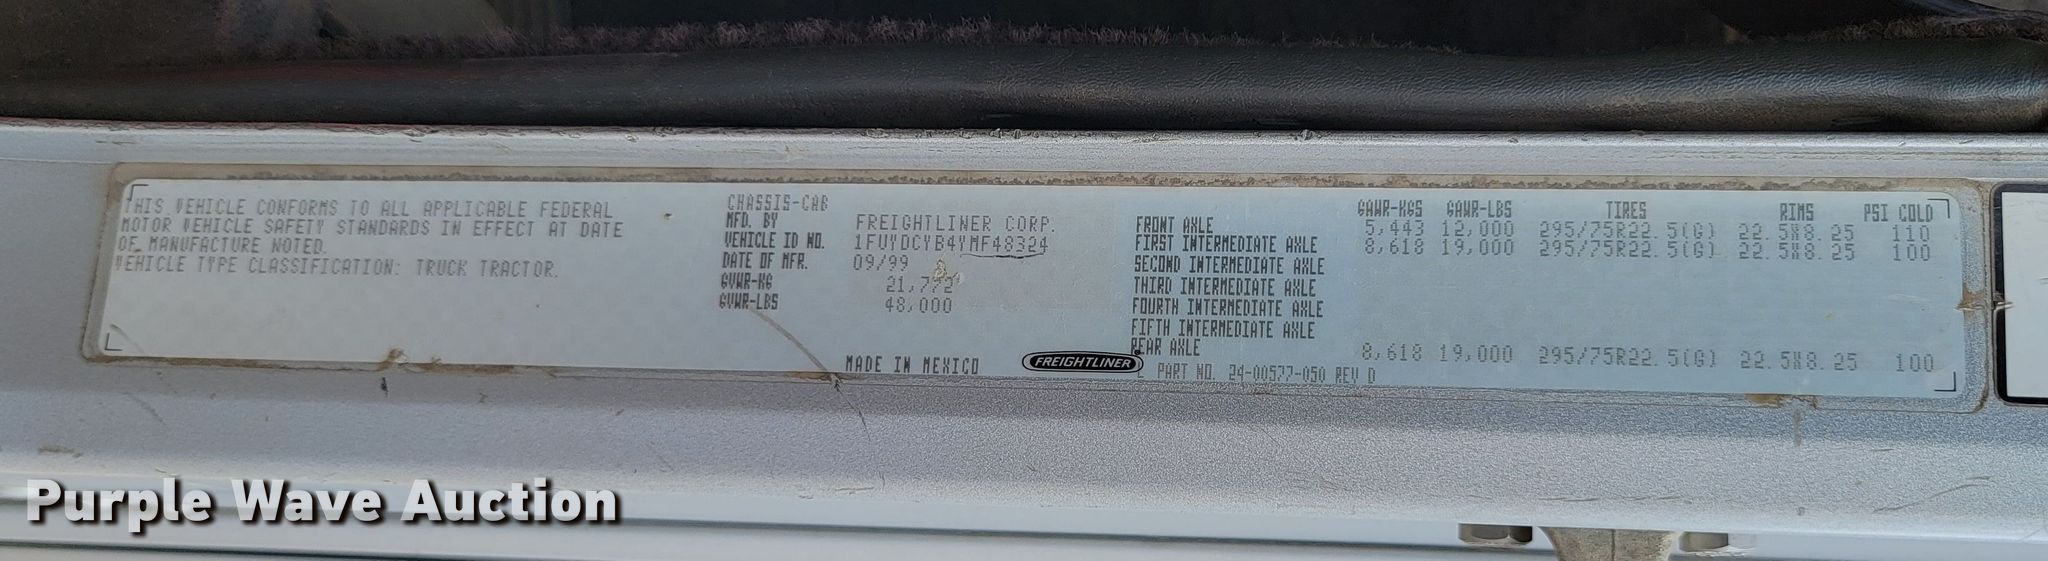 THIS VEHICLE CONFORMS TO ALL APPLICABLE FEDERAL
MOTOR VEHICLE SAFETY STANDARDS IN EFFECT AT DATE
OF MANUFACTURE NOTED.
VEHICLE TYPE CLASSIFICATION: TRUCK TRACTOR.
CHASSIS-CAB
MFD. BY FREIGHTLINER CORP.
VEHICLE ID NO. 1FUYDCYB4YMF48324
DATE OF MFR. 09/99
GVWR-KG 21,772
GVWR-LBS 48,000
MADE IN MEXICO
FREIGHTLINER
GAWR-KGS GAWR-LBS TIRES RIMS PSI COLD
FRONT AXLE 5,443 12,000 295/75R22.5(G) 22.5X8.25 110
FIRST INTERMEDIATE AXLE 8,618 19,000 295/75R22.5(G) 22.5X8.25 100
SECOND INTERMEDIATE AXLE
THIRD INTERMEDIATE AXLE
FOURTH INTERMEDIATE AXLE
FIFTH INTERMEDIATE AXLE
REAR AXLE 8,618 19,000 295/75R22.5(G) 22.5X8.25 100
PART NO. 24-00577-050 REV D
Purple Wave Auction